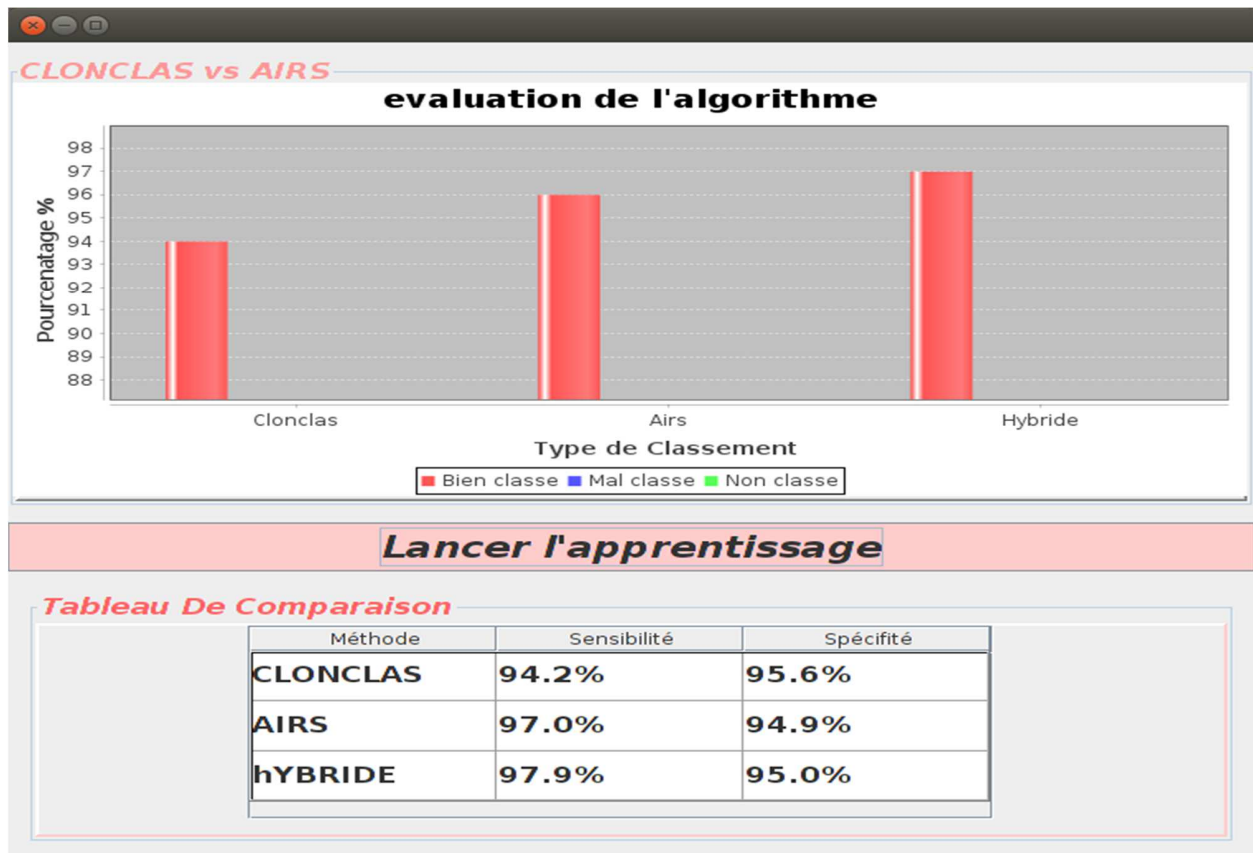 CLONCLAS vs AIRS
evaluation de l'algorithme
98
97
96
95
94
93
92
91
90
89
88
Pourcenatage %
Clonclas Airs Hybride
Type de Classement
Bien classe Mal classe Non classe
Lancer l'apprentissage
Tableau De Comparaison
Méthode Sensibilité Spécifité
CLONCLAS 94.2% 95.6%
AIRS 97.0% 94.9%
hYBRIDE 97.9% 95.0%